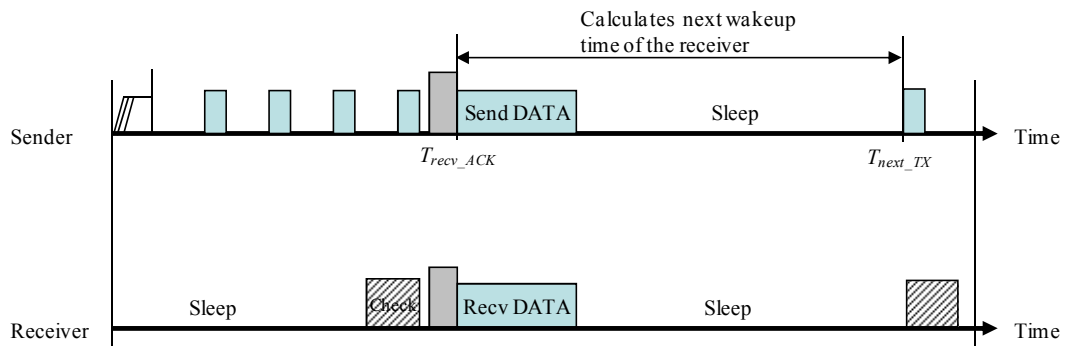 Calculates next wakeup
time of the receiver
Send DATA
Sleep
Sender
Time
T_recv_ACK
T_next_TX
Sleep
Check
Recv DATA
Sleep
Receiver
Time